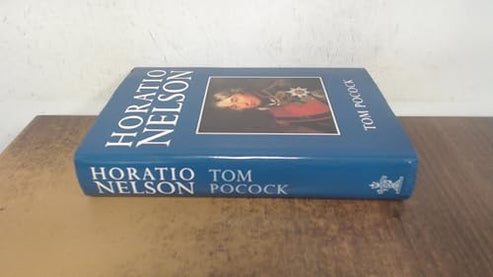 HORATIO
NELSON
TOM POCOCK
HORATIO
NELSON
TOM
POCOCK